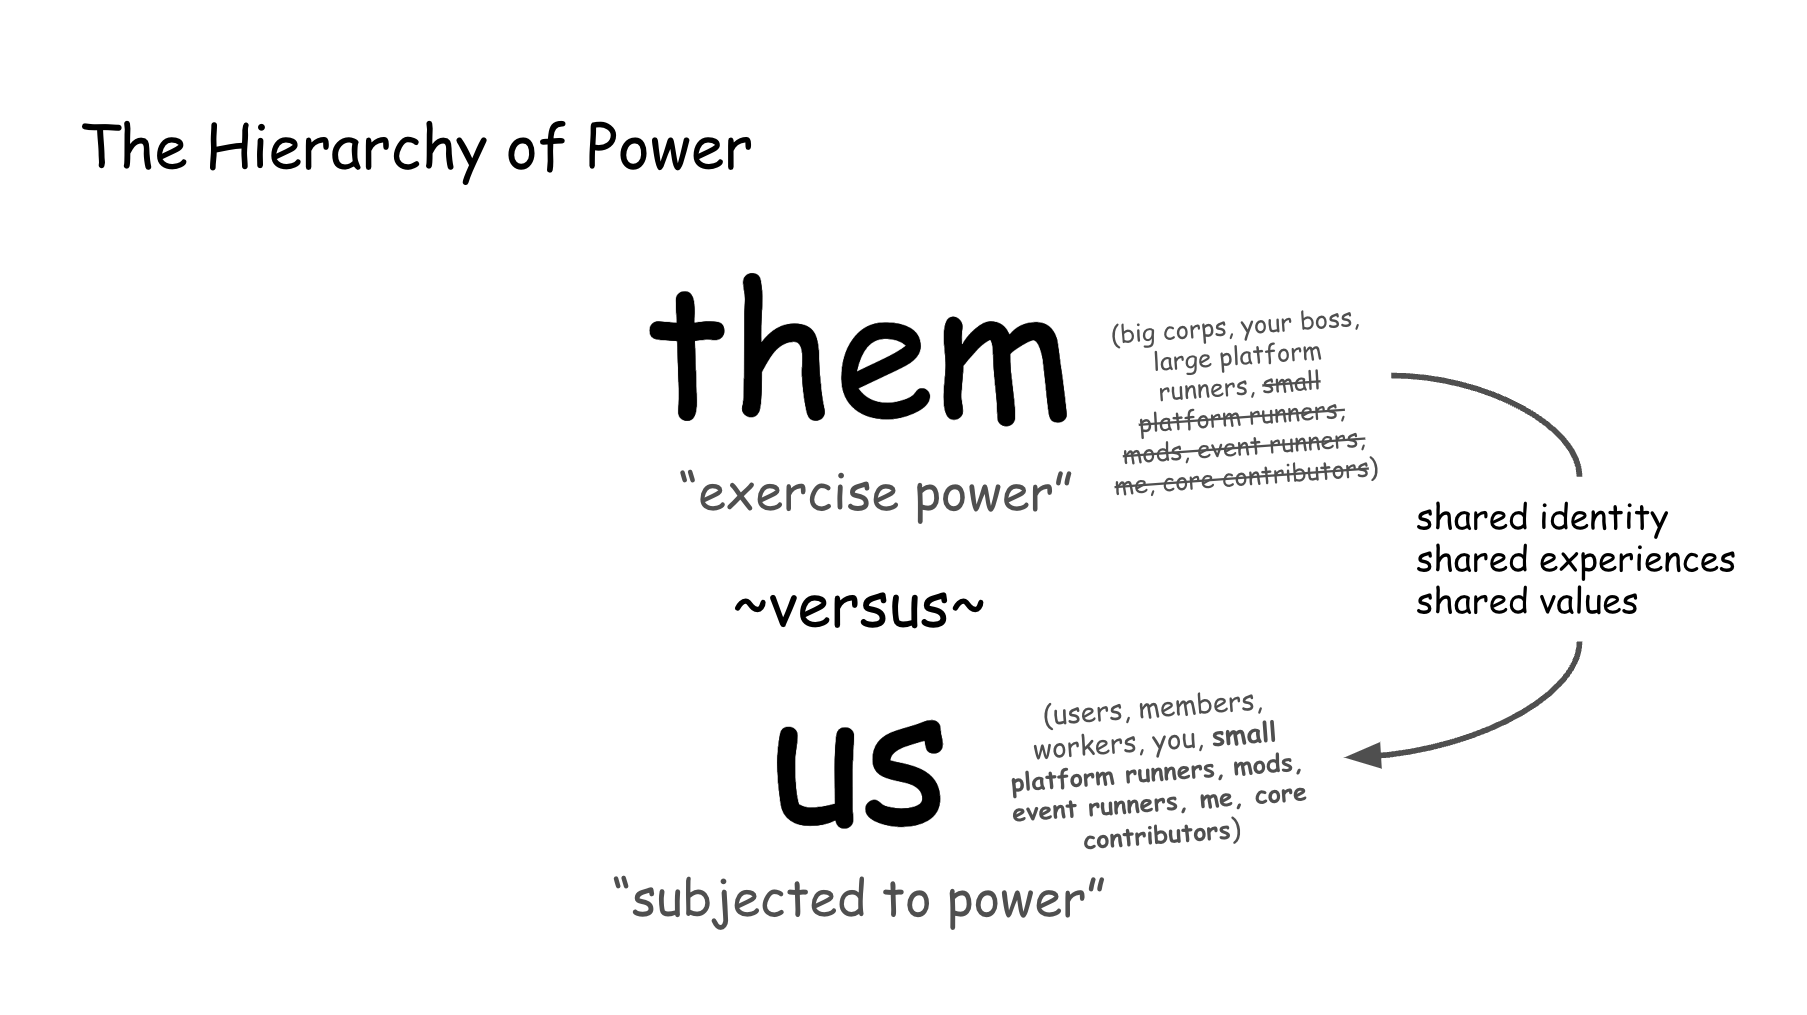 The Hierarchy of Power
them
(big corps, your boss,
large platform
runners, small
platform runners,
mods, event runners,
me, core contributors)
“exercise power”
shared identity
shared experiences
shared values
~versus~
us
(users, members,
workers, you, small
platform runners, mods,
event runners, me, core
contributors)
“subjected to power”